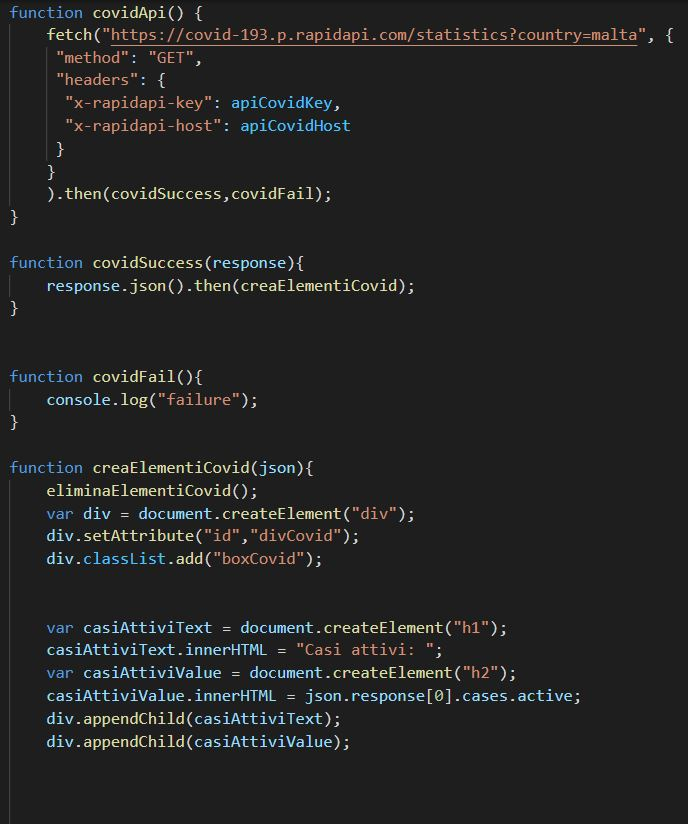 function covidApi() {
    fetch("https://covid-193.p.rapidapi.com/statistics?country=malta", {
     "method": "GET",
     "headers": {
      "x-rapidapi-key": apiCovidKey,
      "x-rapidapi-host": apiCovidHost
     }
    }
    ).then(covidSuccess,covidFail);
}

function covidSuccess(response){
    response.json().then(creaElementiCovid);
}


function covidFail(){
    console.log("failure");
}

function creaElementiCovid(json){
    eliminaElementiCovid();
    var div = document.createElement("div");
    div.setAttribute("id","divCovid");
    div.classList.add("boxCovid");


    var casiAttiviText = document.createElement("h1");
    casiAttiviText.innerHTML = "Casi attivi: ";
    var casiAttiviValue = document.createElement("h2");
    casiAttiviValue.innerHTML = json.response[0].cases.active;
    div.appendChild(casiAttiviText);
    div.appendChild(casiAttiviValue);